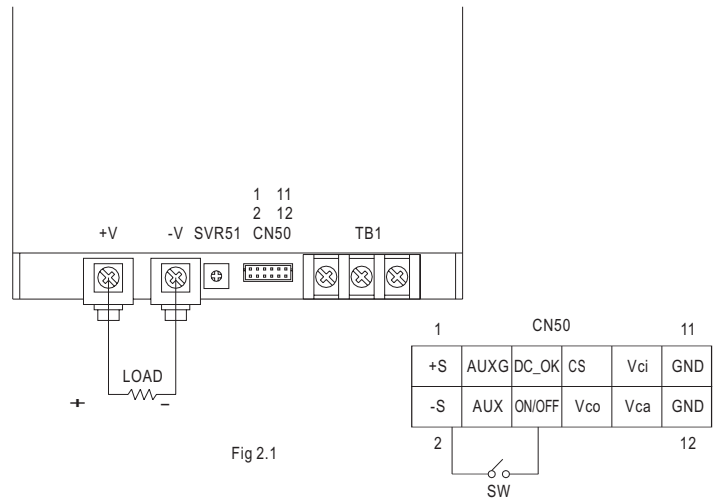 1 11
2 12
+V -V SVR51 CN50 TB1
LOAD
+ −
Fig 2.1
1 CN50 11
+S AUXG DC_OK CS Vci GND
-S AUX ON/OFF Vco Vca GND
2 12
SW